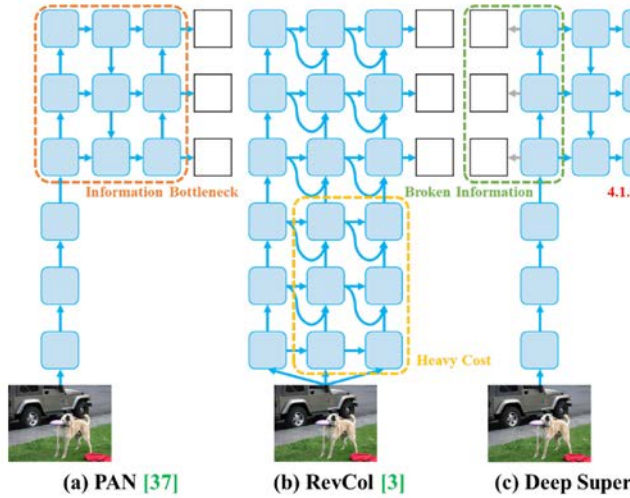 Information Bottleneck
Broken Information
4.1.
Heavy Cost
(a) PAN [37]
(b) RevCol [3]
(c) Deep Super